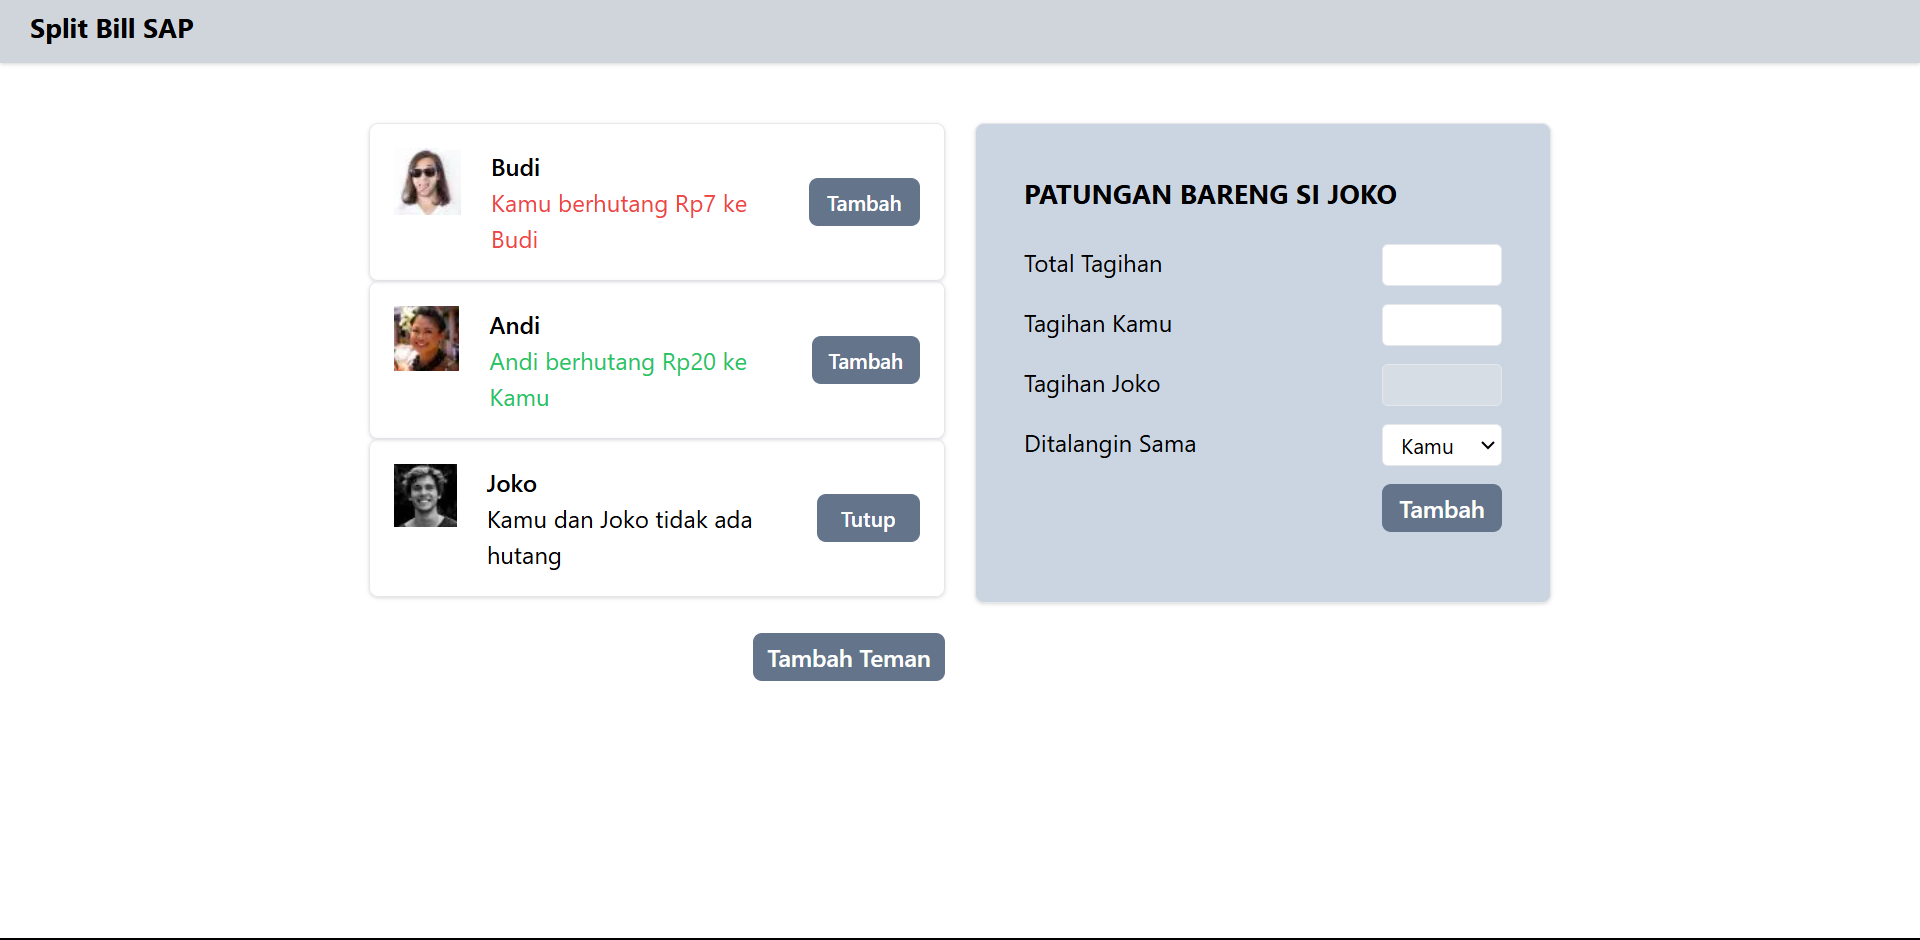 Split Bill SAP
Budi
Kamu berhutang Rp7 ke
Budi
Tambah
Andi
Andi berhutang Rp20 ke
Kamu
Tambah
Joko
Kamu dan Joko tidak ada
hutang
Tutup
Tambah Teman
PATUNGAN BARENG SI JOKO
Total Tagihan
Tagihan Kamu
Tagihan Joko
Ditalangin Sama
Kamu
Tambah